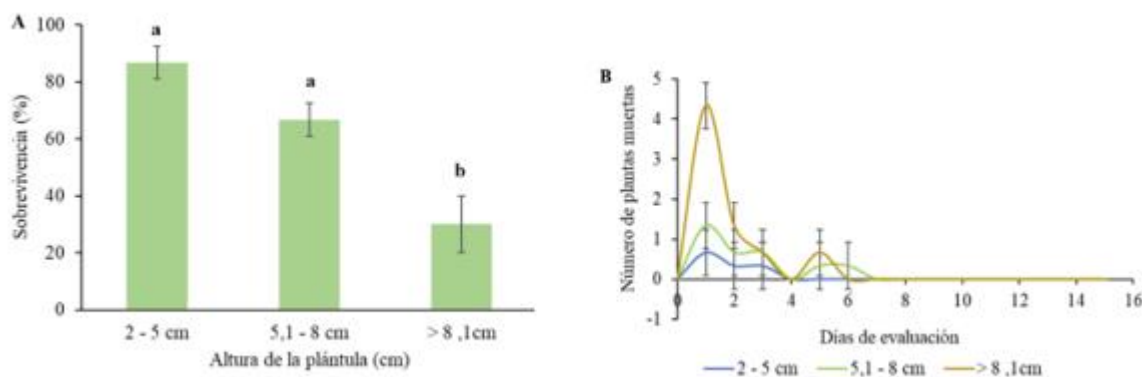 A
100
80
60
40
20
0
Sobrevivencia (%)
a
a
b
2 - 5 cm 5,1 - 8 cm > 8 ,1cm
Altura de la plántula (cm)
B
5
4
3
2
1
0
-1
Número de plantas muertas
0 2 4 6 8 10 12 14 16
Días de evaluación
2 - 5 cm 5,1 - 8 cm > 8 ,1cm